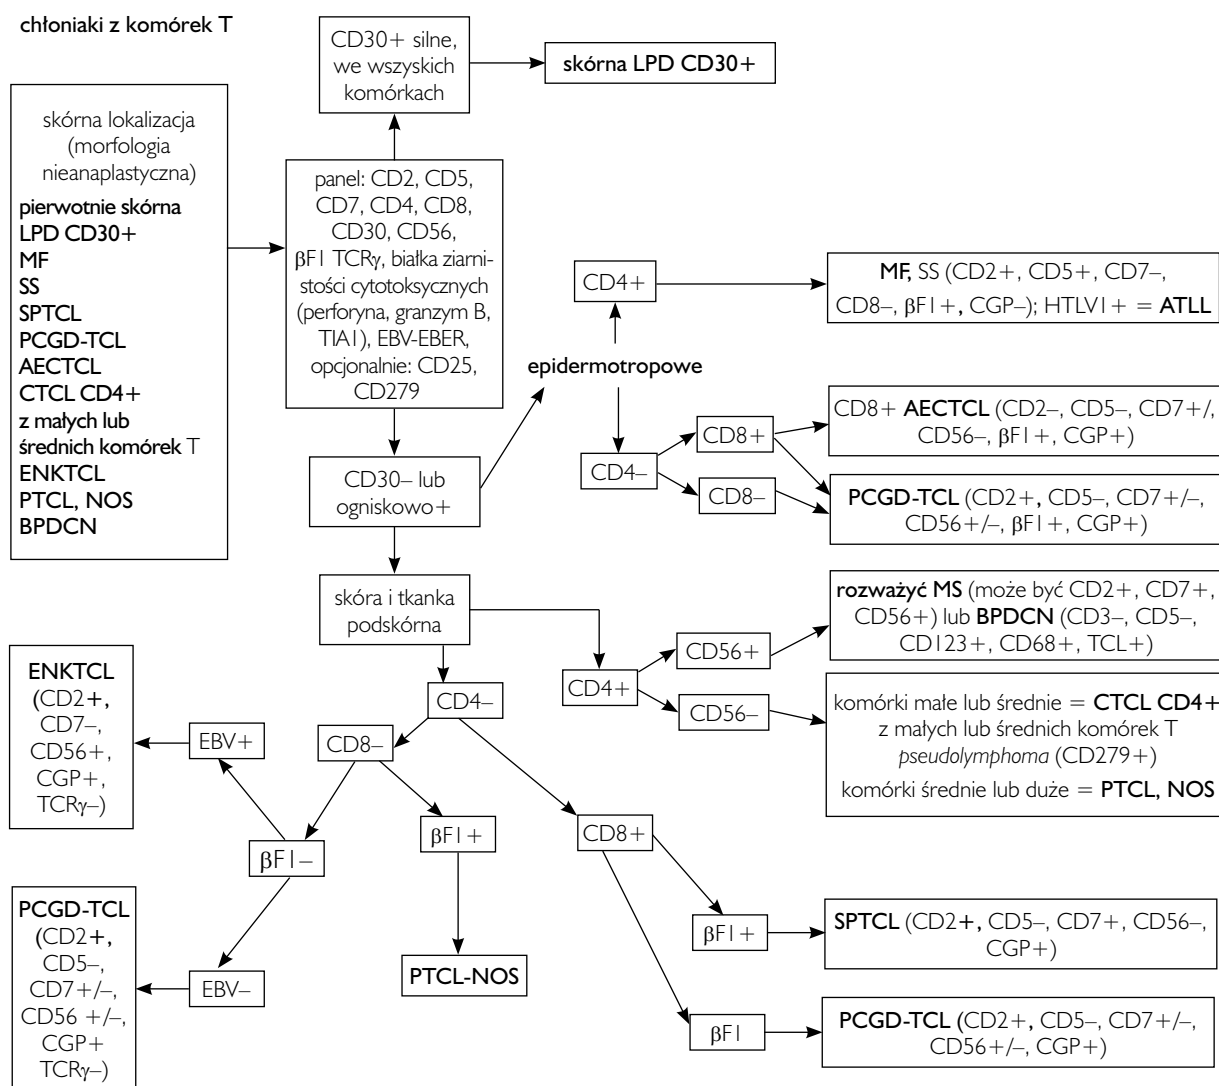 chłoniaki z komórek T
skórna lokalizacja
(morfologia
nieanaplastyczna)
pierwotnie skórna
LPD CD30+
MF
SS
SPTCL
PCGD-TCL
AECTCL
CTCL CD4+
z małych lub
średnich komórek T
ENKTCL
PTCL, NOS
BPDCN
CD30+ silne,
we wszyskich
komórkach
skórna LPD CD30+
panel: CD2, CD5,
CD7, CD4, CD8,
CD30, CD56,
βF1 TCRγ, białka ziarni-
stości cytotoksycznych
(perforyna, granzym B,
TIA1), EBV-EBER,
opcjonalnie: CD25,
CD279
CD30– lub
ogniskowo+
epidermotropowe
CD4+
MF, SS (CD2+, CD5+, CD7–,
CD8–, βF1+, CGP–); HTLV1+ = ATLL
CD4–
CD8+
CD8+ AECTCL (CD2–, CD5–, CD7+/,
CD56–, βF1+, CGP+)
CD8–
PCGD-TCL (CD2+, CD5–, CD7+/–,
CD56+/–, βF1+, CGP+)
skóra i tkanka
podskórna
CD4+
CD56+
rozważyć MS (może być CD2+, CD7+,
CD56+) lub BPDCN (CD3–, CD5–,
CD123+, CD68+, TCL+)
CD56–
komórki małe lub średnie = CTCL CD4+
z małych lub średnich komórek T
pseudolymphoma (CD279+)
komórki średnie lub duże = PTCL, NOS
CD4–
CD8–
EBV+
ENKTCL
(CD2+,
CD7–,
CD56+,
CGP+,
TCRγ–)
βF1–
βF1+
CD8+
PCGD-TCL
(CD2+,
CD5–,
CD7+/–,
CD56 +/–,
CGP+
TCRγ–)
EBV–
PTCL-NOS
βF1+
SPTCL (CD2+, CD5–, CD7+, CD56–,
CGP+)
βF1
PCGD-TCL (CD2+, CD5–, CD7+/–,
CD56+/–, CGP+)